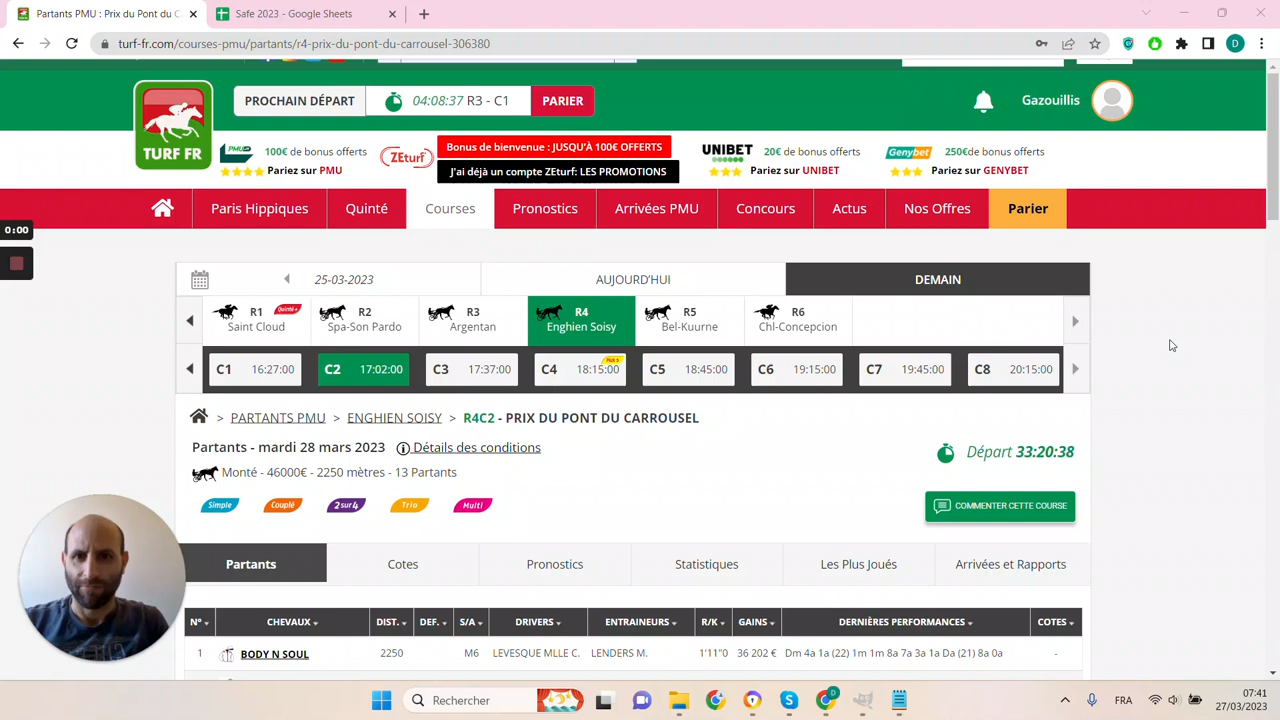 Partants PMU : Prix du Pont du C
Safe 2023 - Google Sheets
turf-fr.com/courses-pmu/partants/r4-prix-du-pont-du-carrousel-306380
D
TURF FR
PROCHAIN DÉPART
04:08:37 R3 - C1
PARIER
Gazouillis
PMU
100€ de bonus offerts
Pariez sur PMU
ZEturf
Bonus de bienvenue : JUSQU'À 100€ OFFERTS
J'ai déjà un compte ZEturf: LES PROMOTIONS
UNIBET
20€ de bonus offerts
Pariez sur UNIBET
Genybet
250€de bonus offerts
Pariez sur GENYBET
Paris Hippiques
Quinté
Courses
Pronostics
Arrivées PMU
Concours
Actus
Nos Offres
Parier
0:00
25-03-2023
AUJOURD'HUI
DEMAIN
R1 Quinté+
Saint Cloud
R2
Spa-Son Pardo
R3
Argentan
R4
Enghien Soisy
R5
Bel-Kuurne
R6
Chl-Concepcion
C1 16:27:00
C2 17:02:00
C3 17:37:00
C4 18:15:00 Pick 5
C5 18:45:00
C6 19:15:00
C7 19:45:00
C8 20:15:00
> PARTANTS PMU > ENGHIEN SOISY > R4C2 - PRIX DU PONT DU CARROUSEL
Partants - mardi 28 mars 2023 Détails des conditions
Départ 33:20:38
Monté - 46000€ - 2250 mètres - 13 Partants
Simple
Couplé
2sur4
Trio
Multi
COMMENTER CETTE COURSE
Partants
Cotes
Pronostics
Statistiques
Les Plus Joués
Arrivées et Rapports
N° CHEVAUX DIST. DEF. S/A DRIVERS ENTRAINEURS R/K GAINS DERNIÈRES PERFORMANCES COTES
1 BODY N SOUL 2250 M6 LEVESQUE MLLE C. LENDERS M. 1'11"0 36 202 € Dm 4a 1a (22) 1m 1m 8a 7a 3a 1a Da (21) 8a 0a -
Rechercher
D
FRA
07:41
27/03/2023